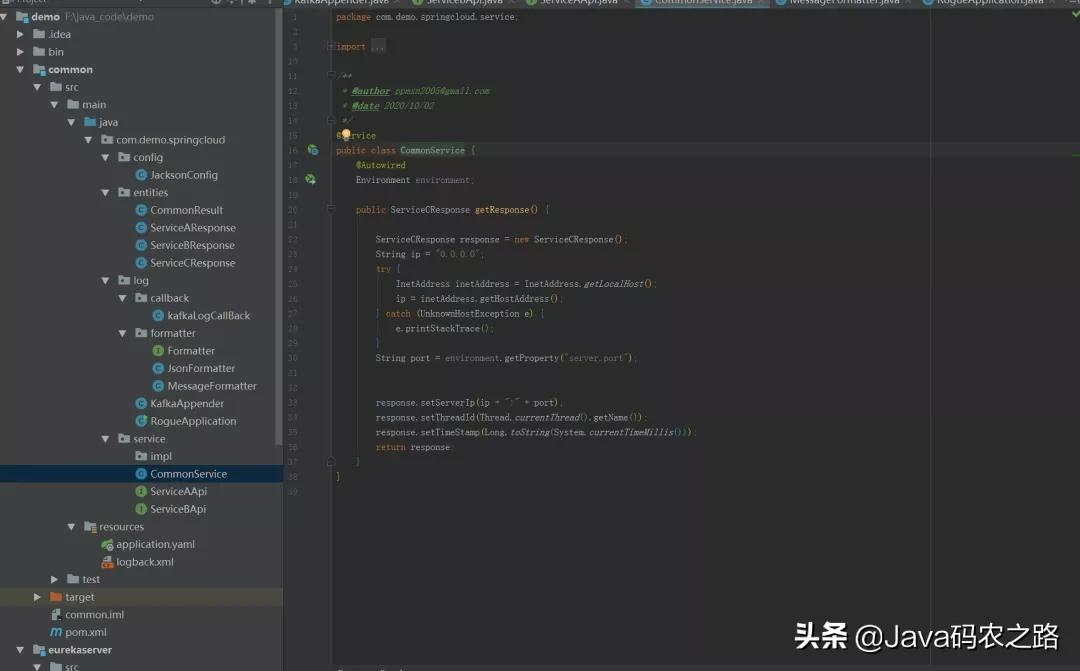 demo F:\java_code\demo
.idea
bin
common
src
main
java
com.demo.springcloud
config
JacksonConfig
entities
CommonResult
ServiceAResponse
ServiceBResponse
ServiceCResponse
log
callback
kafkaLogCallBack
formatter
Formatter
JsonFormatter
MessageFormatter
KafkaAppender
RogueApplication
service
impl
CommonService
ServiceAApi
ServiceBApi
resources
application.yaml
logback.xml
test
target
common.iml
pom.xml
eurekaserver
src
KafkaAppender.java ServiceBApi.java ServiceAApi.java CommonService.java MessageFormatter.java RogueApplication.java
1 package com.demo.springcloud.service;
2
3 import ...
10
11 /**
12 * @author ppmsn2005@gmail.com
13 * @date 2020/10/02
14 */
15 @Service
16 public class CommonService {
17 @Autowired
18 Environment environment;
19
20 public ServiceCResponse getResponse() {
21
22 ServiceCResponse response = new ServiceCResponse();
23 String ip = "0.0.0.0";
24 try {
25 InetAddress inetAddress = InetAddress.getLocalHost();
26 ip = inetAddress.getHostAddress();
27 } catch (UnknownHostException e) {
28 e.printStackTrace();
29 }
30 String port = environment.getProperty("server.port");
31
32
33 response.setServerIp(ip + ":" + port);
34 response.setThreadId(Thread.currentThread().getName());
35 response.setTimeStamp(Long.toString(System.currentTimeMillis()));
36 return response;
37 }
38 }
39
头条 @Java码农之路